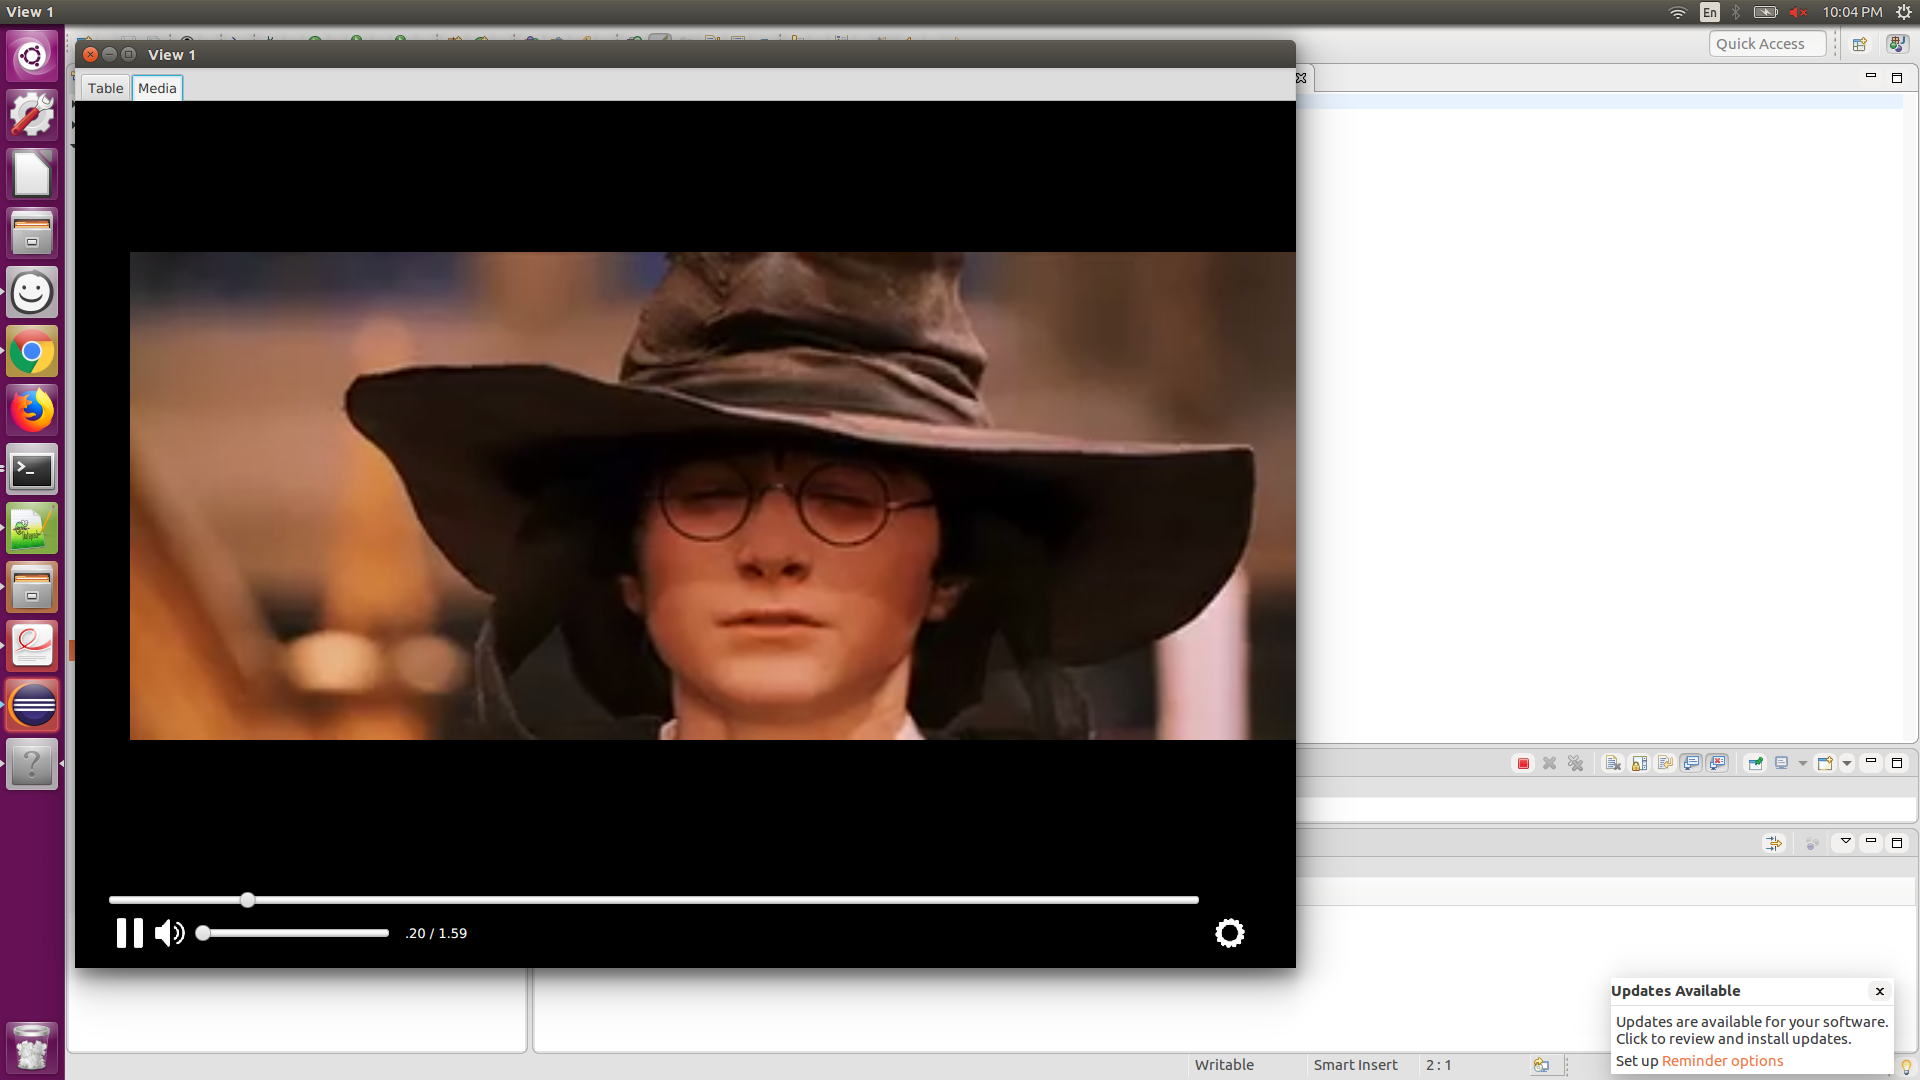 View 1
En
10:04 PM
Quick Access
View 1
Table
Media
.20 / 1.59
Updates Available
Updates are available for your software.
Click to review and install updates.
Set up Reminder options
Writable
Smart Insert
2 : 1